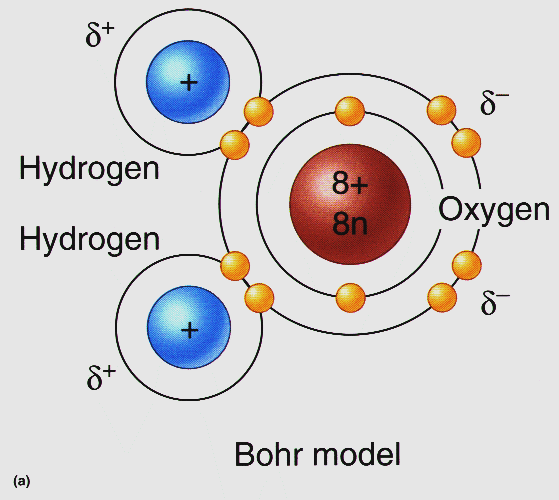 δ+
δ−
+
Hydrogen
8+
8n
Oxygen
Hydrogen
+
δ−
δ+
Bohr model
(a)